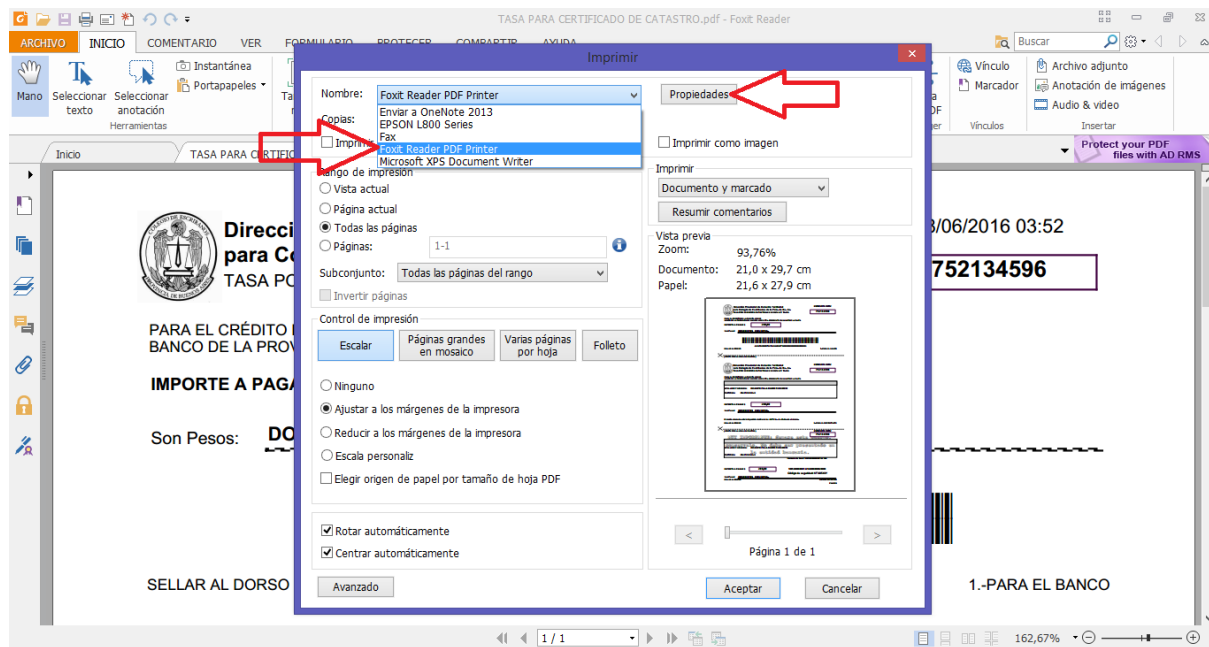 TASA PARA CERTIFICADO DE CATASTRO.pdf - Foxit Reader
ARCHIVO INICIO COMENTARIO VER FORMULARIO PROTEGER COMPARTIR AYUDA
Buscar
Mano
Seleccionar texto
Seleccionar anotación
Instantánea
Portapapeles
Herramientas
Vínculo
Marcador
Vínculos
Archivo adjunto
Anotación de imágenes
Audio & video
Insertar
Inicio
TASA PARA CERTIFIC
Protect your PDF
files with AD RMS
Imprimir
Nombre: Foxit Reader PDF Printer
Propiedades
Enviar a OneNote 2013
EPSON L800 Series
Fax
Foxit Reader PDF Printer
Microsoft XPS Document Writer
Copias:
Imprimir como imagen
Rango de impresión
Vista actual
Página actual
Todas las páginas
Páginas: 1-1
Subconjunto: Todas las páginas del rango
Invertir páginas
Control de impresión
Escalar
Páginas grandes en mosaico
Varias páginas por hoja
Folleto
Ninguno
Ajustar a los márgenes de la impresora
Reducir a los márgenes de la impresora
Escala personaliz
Elegir origen de papel por tamaño de hoja PDF
Rotar automáticamente
Centrar automáticamente
Avanzado
Imprimir
Documento y marcado
Resumir comentarios
Vista previa
Zoom: 93,76%
Documento: 21,0 x 29,7 cm
Papel: 21,6 x 27,9 cm
< >
Página 1 de 1
Aceptar
Cancelar
Direcci
para Co
TASA PO
/06/2016 03:52
752134596
PARA EL CRÉDITO
BANCO DE LA PROV
IMPORTE A PAGA
Son Pesos: DO
SELLAR AL DORSO
1.-PARA EL BANCO
1 / 1
162,67%